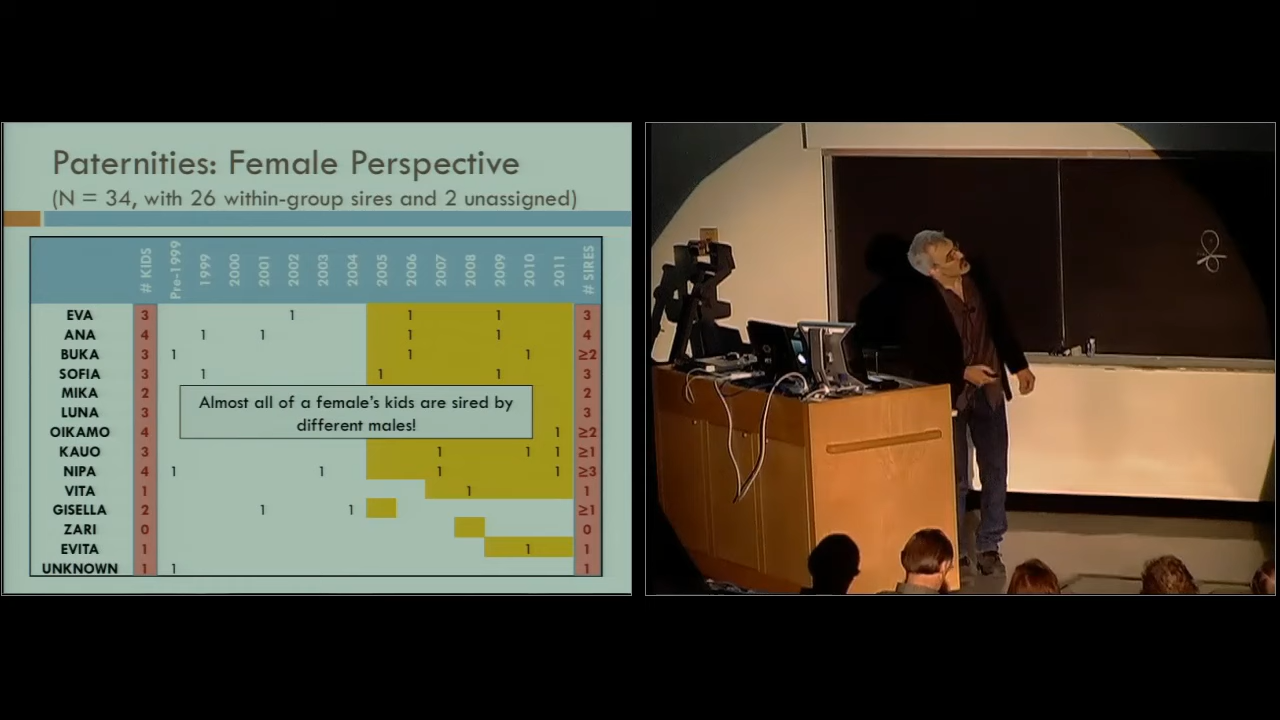 Paternities: Female Perspective
(N = 34, with 26 within-group sires and 2 unassigned)
# KIDS Pre-1999 1999 2000 2001 2002 2003 2004 2005 2006 2007 2008 2009 2010 2011 # SIRES
EVA 3 1 1 1 3
ANA 4 1 1 1 1 4
BUKA 3 1 1 1 ≥2
SOFIA 3 1 1 1 3
MIKA 2 2
LUNA 3 3
OIKAMO 4 1 ≥2
KAUO 3 1 1 1 ≥1
NIPA 4 1 1 1 1 ≥3
VITA 1 1 1
GISELLA 2 1 1 ≥1
ZARI 0 0
EVITA 1 1 1
UNKNOWN 1 1 1
Almost all of a female's kids are sired by
different males!